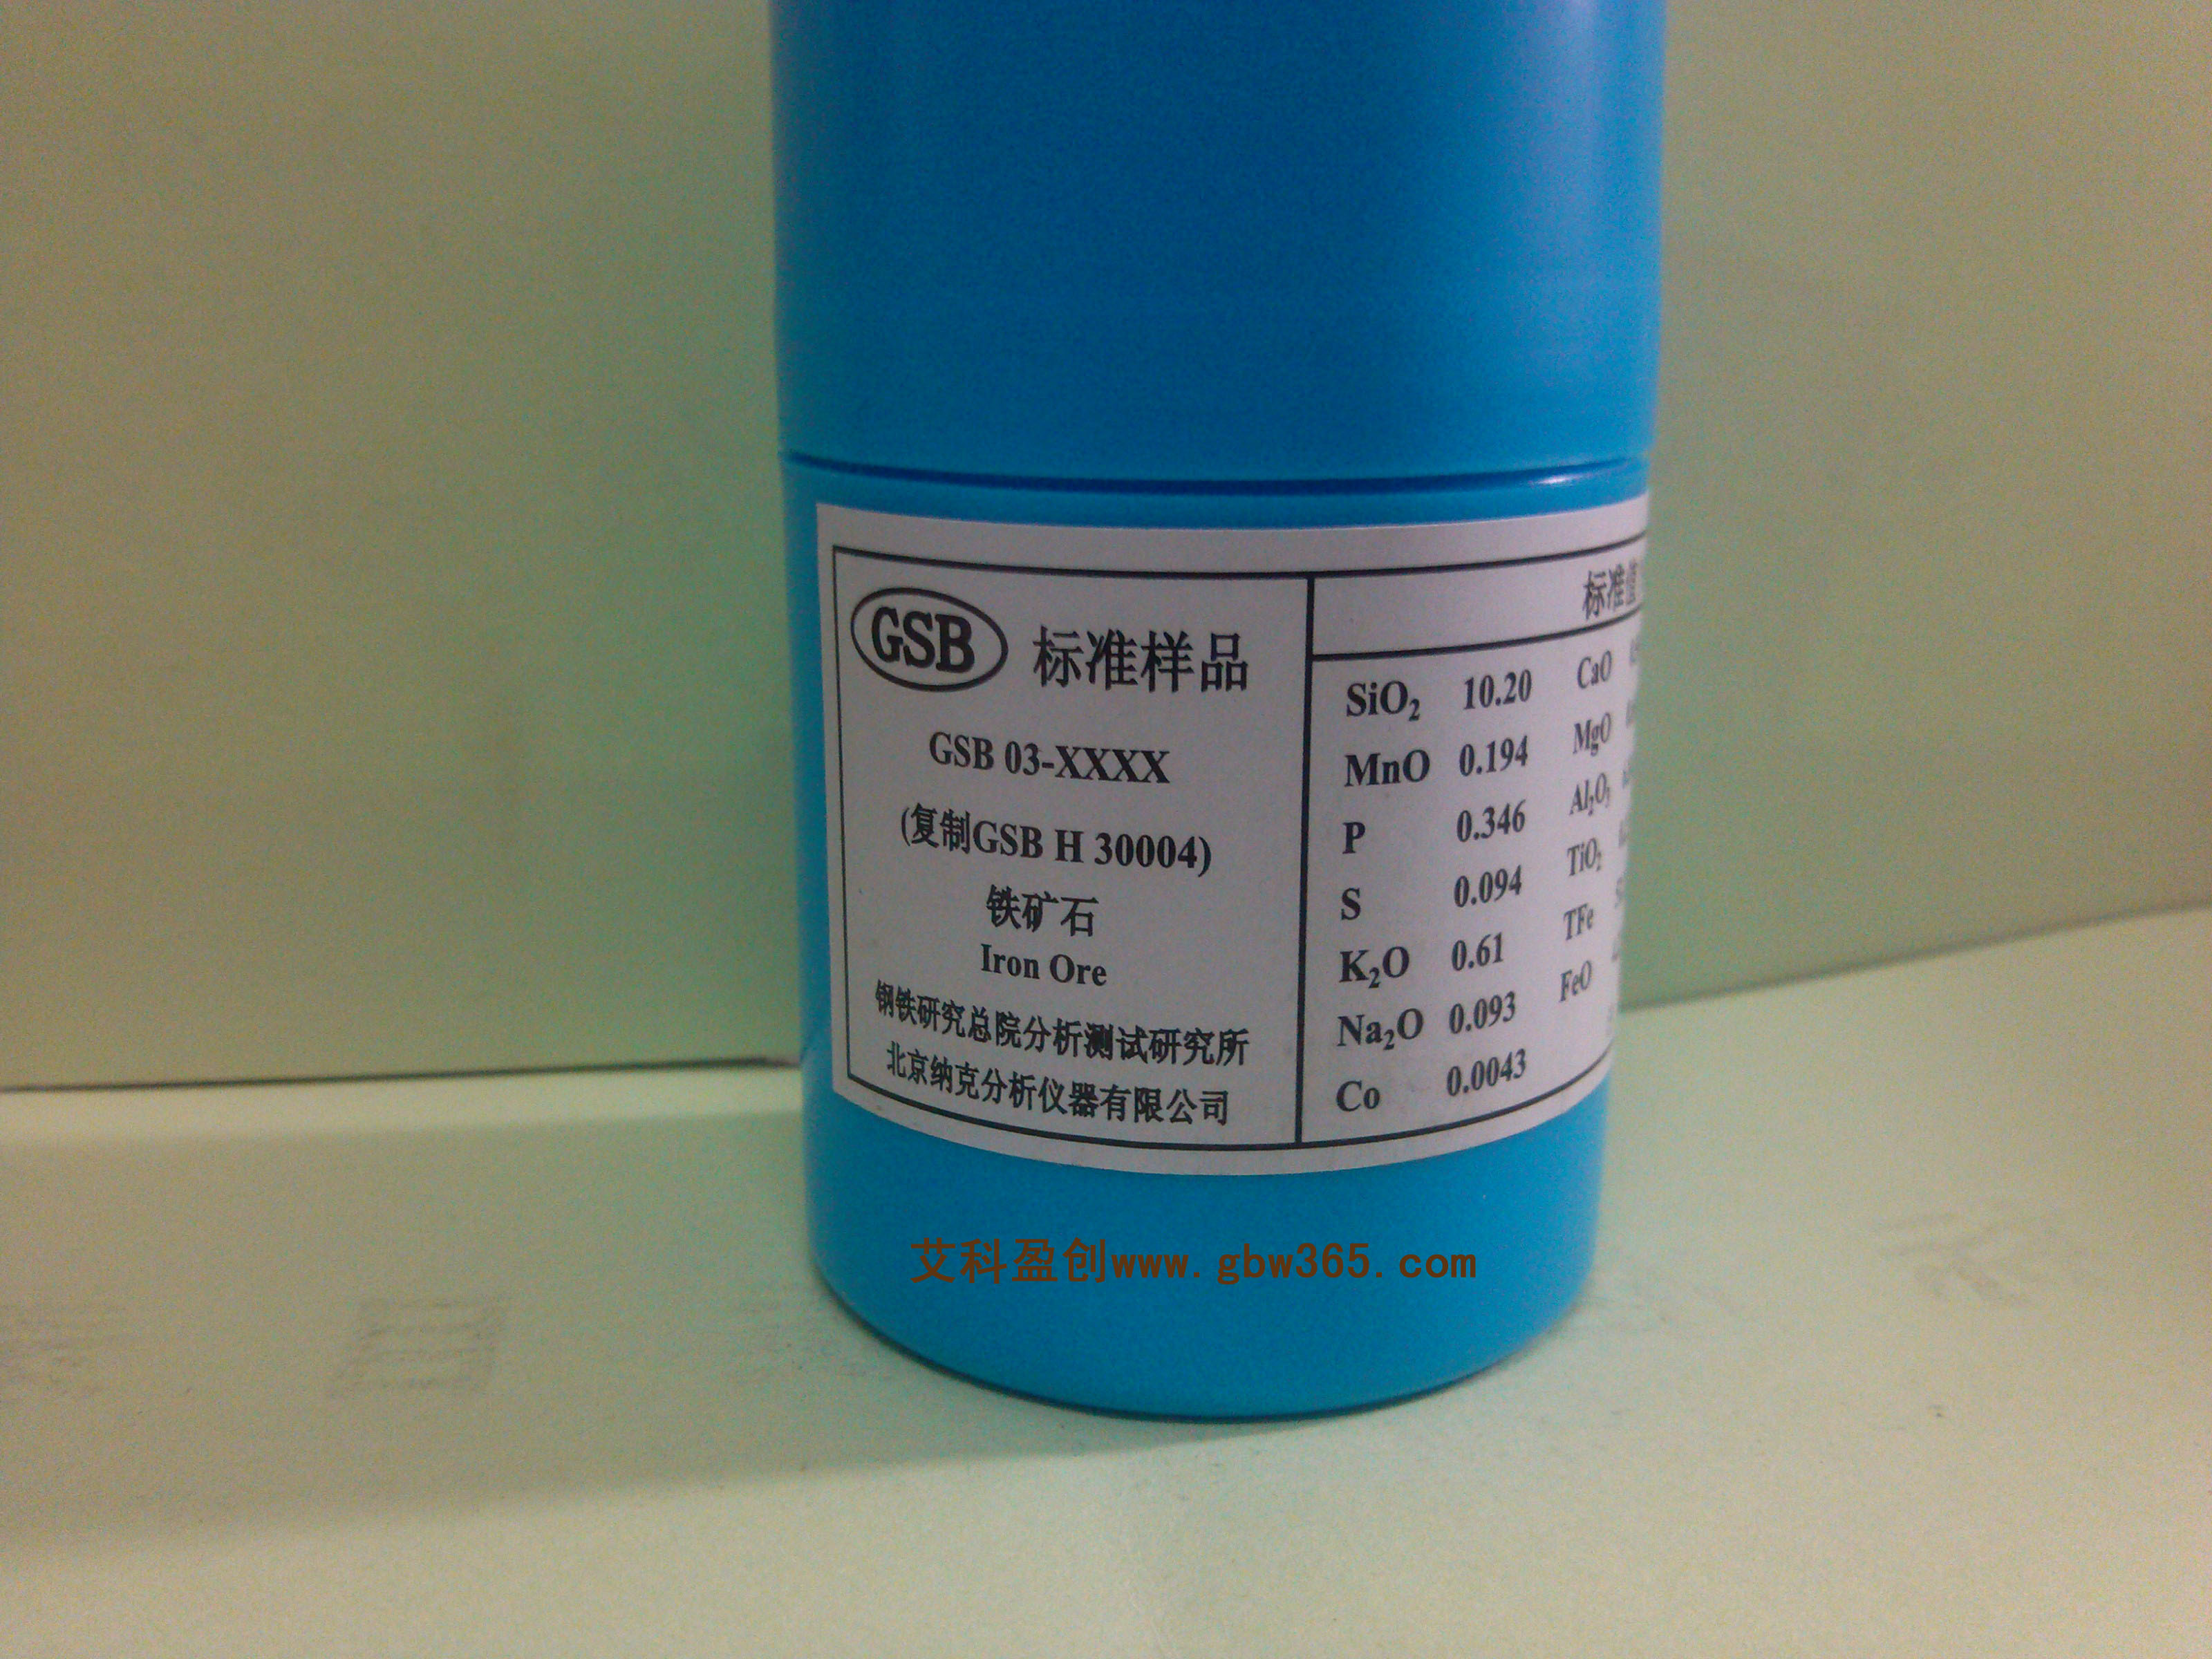 GSB 标准样品
GSB 03-XXXX
(复制GSB H 30004)
铁矿石
Iron Ore
钢铁研究总院分析测试研究所
北京纳克分析仪器有限公司
标准值
SiO₂ 10.20 CaO
MnO 0.194 MgO
P 0.346 Al₂O₃
S 0.094 TiO₂
K₂O 0.61 TFe
Na₂O 0.093 FeO
Co 0.0043
艾科盈创www.gbw365.com